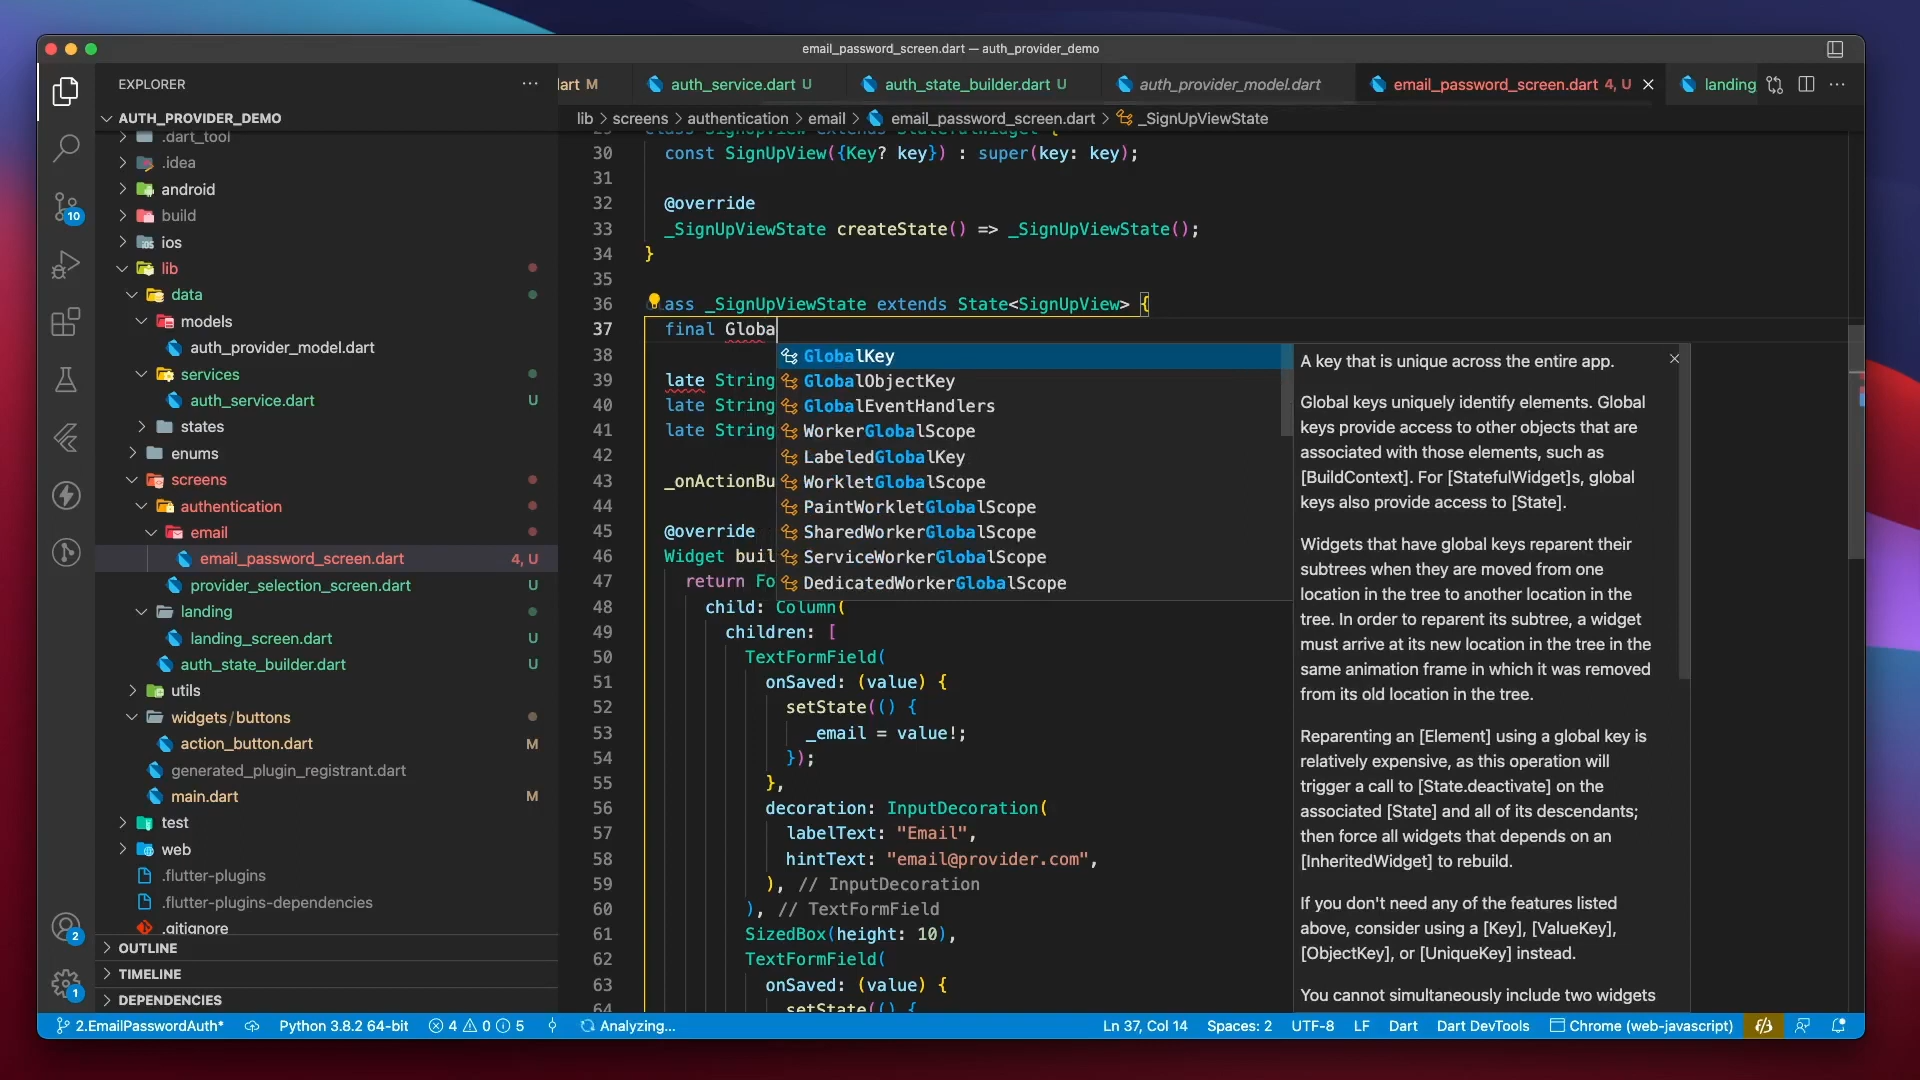 email_password_screen.dart — auth_provider_demo
EXPLORER
AUTH_PROVIDER_DEMO
.dart_tool
.idea
android
build
ios
lib
data
models
auth_provider_model.dart
services
auth_service.dart U
states
enums
screens
authentication
email
email_password_screen.dart 4, U
provider_selection_screen.dart U
landing
landing_screen.dart U
auth_state_builder.dart U
utils
widgets/buttons
action_button.dart M
generated_plugin_registrant.dart
main.dart M
test
web
.flutter-plugins
.flutter-plugins-dependencies
.gitignore
OUTLINE
TIMELINE
DEPENDENCIES
10
2
1
dart M
auth_service.dart U
auth_state_builder.dart U
auth_provider_model.dart
email_password_screen.dart 4, U
landing
lib > screens > authentication > email > email_password_screen.dart > _SignUpViewState
29 class SignUpView extends StatefulWidget {
30 const SignUpView({Key? key}) : super(key: key);
31
32 @override
33 _SignUpViewState createState() => _SignUpViewState();
34 }
35
36 ass _SignUpViewState extends State<SignUpView> {
37 final Globa
38
39 late String
40 late String
41 late String
42
43 _onActionBu
44
45 @override
46 Widget buil
47 return Fo
48 child: Column(
49 children: [
50 TextFormField(
51 onSaved: (value) {
52 setState(() {
53 _email = value!;
54 });
55 },
56 decoration: InputDecoration(
57 labelText: "Email",
58 hintText: "email@provider.com",
59 ), // InputDecoration
60 ), // TextFormField
61 SizedBox(height: 10),
62 TextFormField(
63 onSaved: (value) {
64 setState(() {
GlobalKey
GlobalObjectKey
GlobalEventHandlers
WorkerGlobalScope
LabeledGlobalKey
WorkletGlobalScope
PaintWorkletGlobalScope
SharedWorkerGlobalScope
ServiceWorkerGlobalScope
DedicatedWorkerGlobalScope
A key that is unique across the entire app.
Global keys uniquely identify elements. Global
keys provide access to other objects that are
associated with those elements, such as
[BuildContext]. For [StatefulWidget]s, global
keys also provide access to [State].
Widgets that have global keys reparent their
subtrees when they are moved from one
location in the tree to another location in the
tree. In order to reparent its subtree, a widget
must arrive at its new location in the tree in the
same animation frame in which it was removed
from its old location in the tree.
Reparenting an [Element] using a global key is
relatively expensive, as this operation will
trigger a call to [State.deactivate] on the
associated [State] and all of its descendants;
then force all widgets that depends on an
[InheritedWidget] to rebuild.
If you don't need any of the features listed
above, consider using a [Key], [ValueKey],
[ObjectKey], or [UniqueKey] instead.
You cannot simultaneously include two widgets
2.EmailPasswordAuth* Python 3.8.2 64-bit 4 0 5 Analyzing... Ln 37, Col 14 Spaces: 2 UTF-8 LF Dart Dart DevTools Chrome (web-javascript)